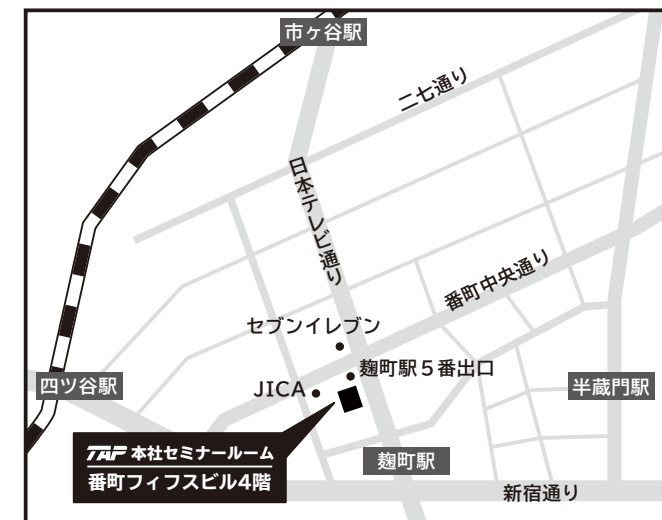 市ヶ谷駅
二七通り
日本テレビ通り
番町中央通り
セブンイレブン
麹町駅５番出口
四ツ谷駅
JICA
半蔵門駅
TAP 本社セミナールーム
番町フィフスビル4階
麹町駅
新宿通り